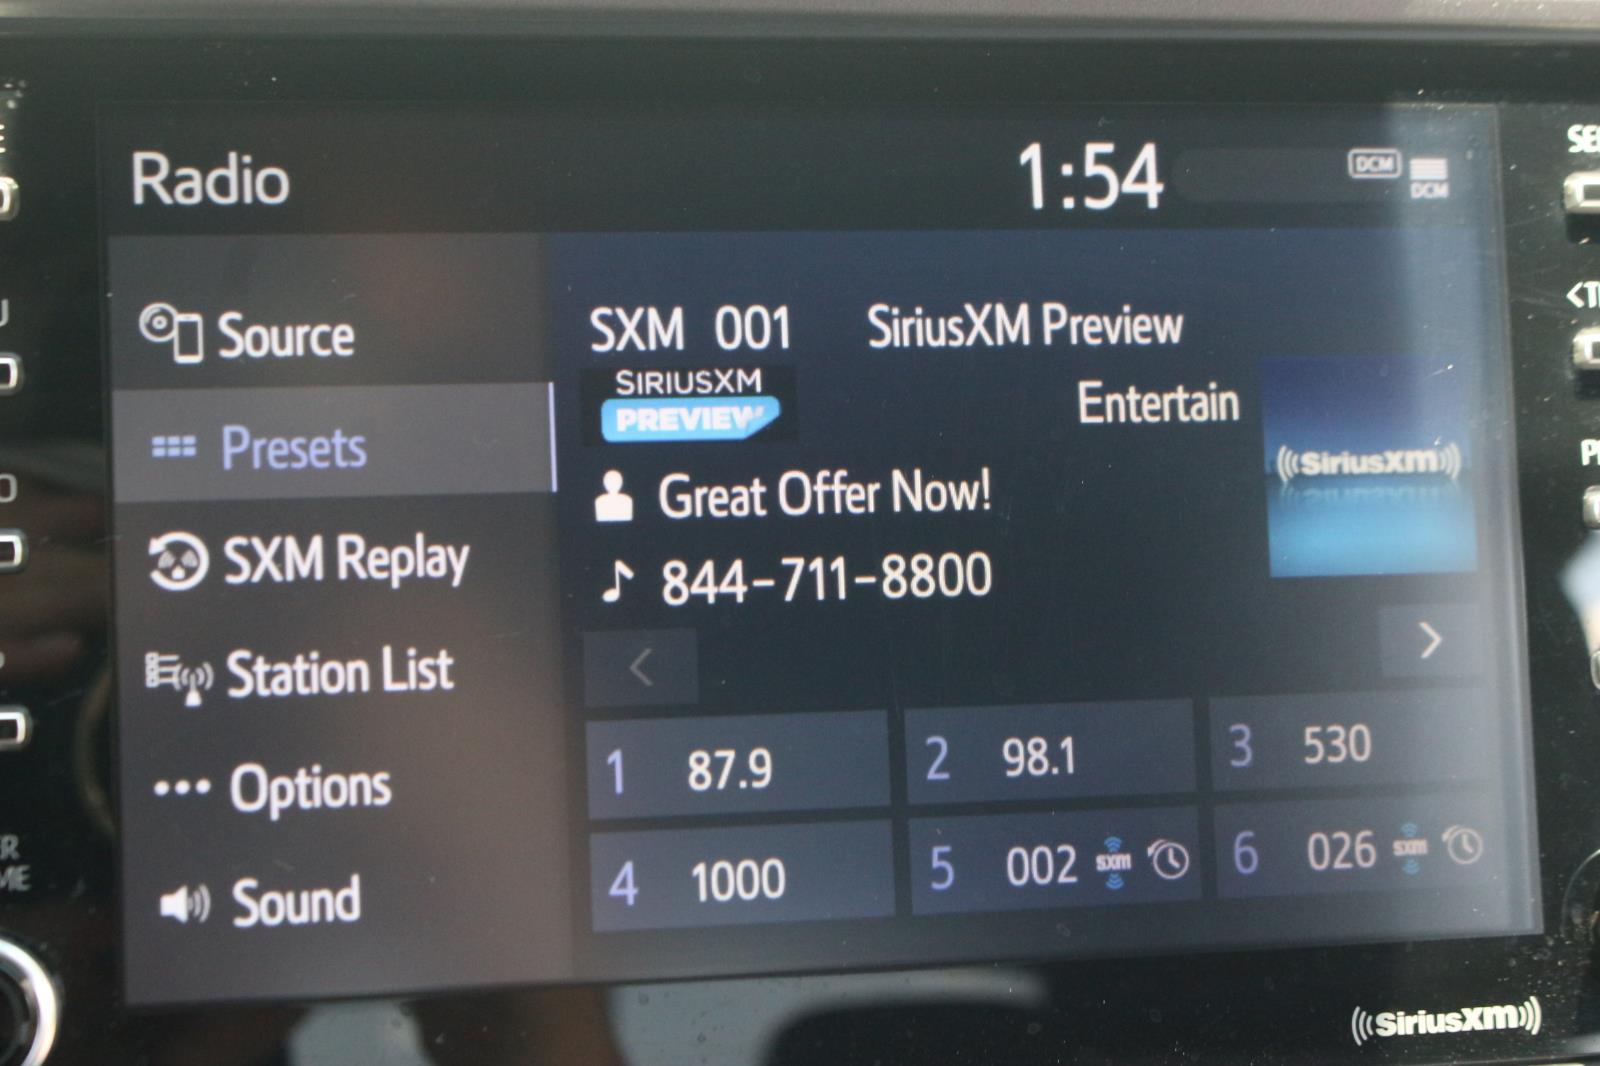 Radio
1:54
DCM
DCM
Source
Presets
SXM Replay
Station List
Options
Sound
SXM 001 SiriusXM Preview
SIRIUSXM
PREVIEW
Entertain
SiriusXM
Great Offer Now!
844-711-8800
1 87.9
2 98.1
3 530
4 1000
5 002 sxm
6 026 sxm
SiriusXM